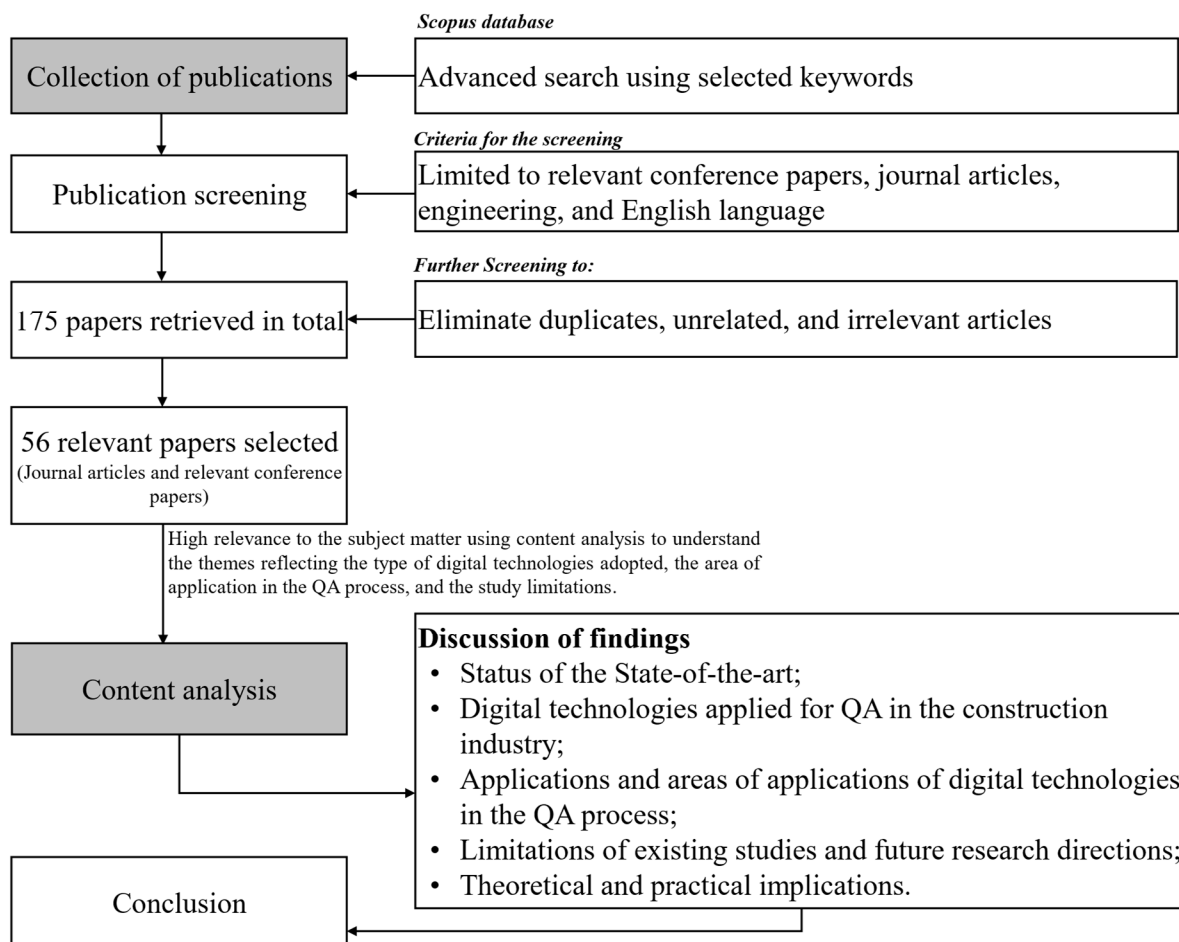 Scopus database
Collection of publications
Advanced search using selected keywords
Criteria for the screening
Publication screening
Limited to relevant conference papers, journal articles,
engineering, and English language
Further Screening to:
175 papers retrieved in total
Eliminate duplicates, unrelated, and irrelevant articles
56 relevant papers selected
(Journal articles and relevant conference
papers)
High relevance to the subject matter using content analysis to understand
the themes reflecting the type of digital technologies adopted, the area of
application in the QA process, and the study limitations.
Content analysis
Discussion of findings
• Status of the State-of-the-art;
• Digital technologies applied for QA in the construction
industry;
• Applications and areas of applications of digital technologies
in the QA process;
• Limitations of existing studies and future research directions;
• Theoretical and practical implications.
Conclusion